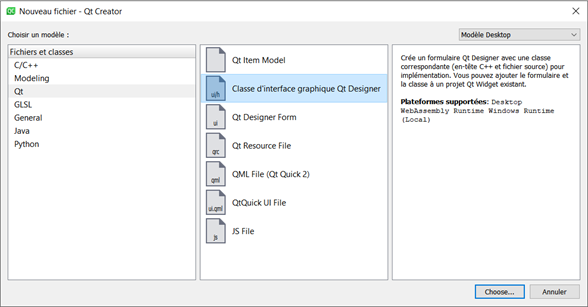 Nouveau fichier - Qt Creator
Choisir un modèle :
Modèle Desktop
Fichiers et classes
C/C++
Modeling
Qt
GLSL
General
Java
Python
Qt Item Model
ui/h
Classe d'interface graphique Qt Designer
ui
Qt Designer Form
qrc
Qt Resource File
qml
QML File (Qt Quick 2)
ui.qml
QtQuick UI File
js
JS File
Crée un formulaire Qt Designer avec une classe
correspondante (en-tête C++ et fichier source) pour
implémentation. Vous pouvez ajouter le formulaire et
la classe à un projet Qt Widget existant.
Plateformes supportées: Desktop
WebAssembly Runtime Windows Runtime
(Local)
Choose...
Annuler